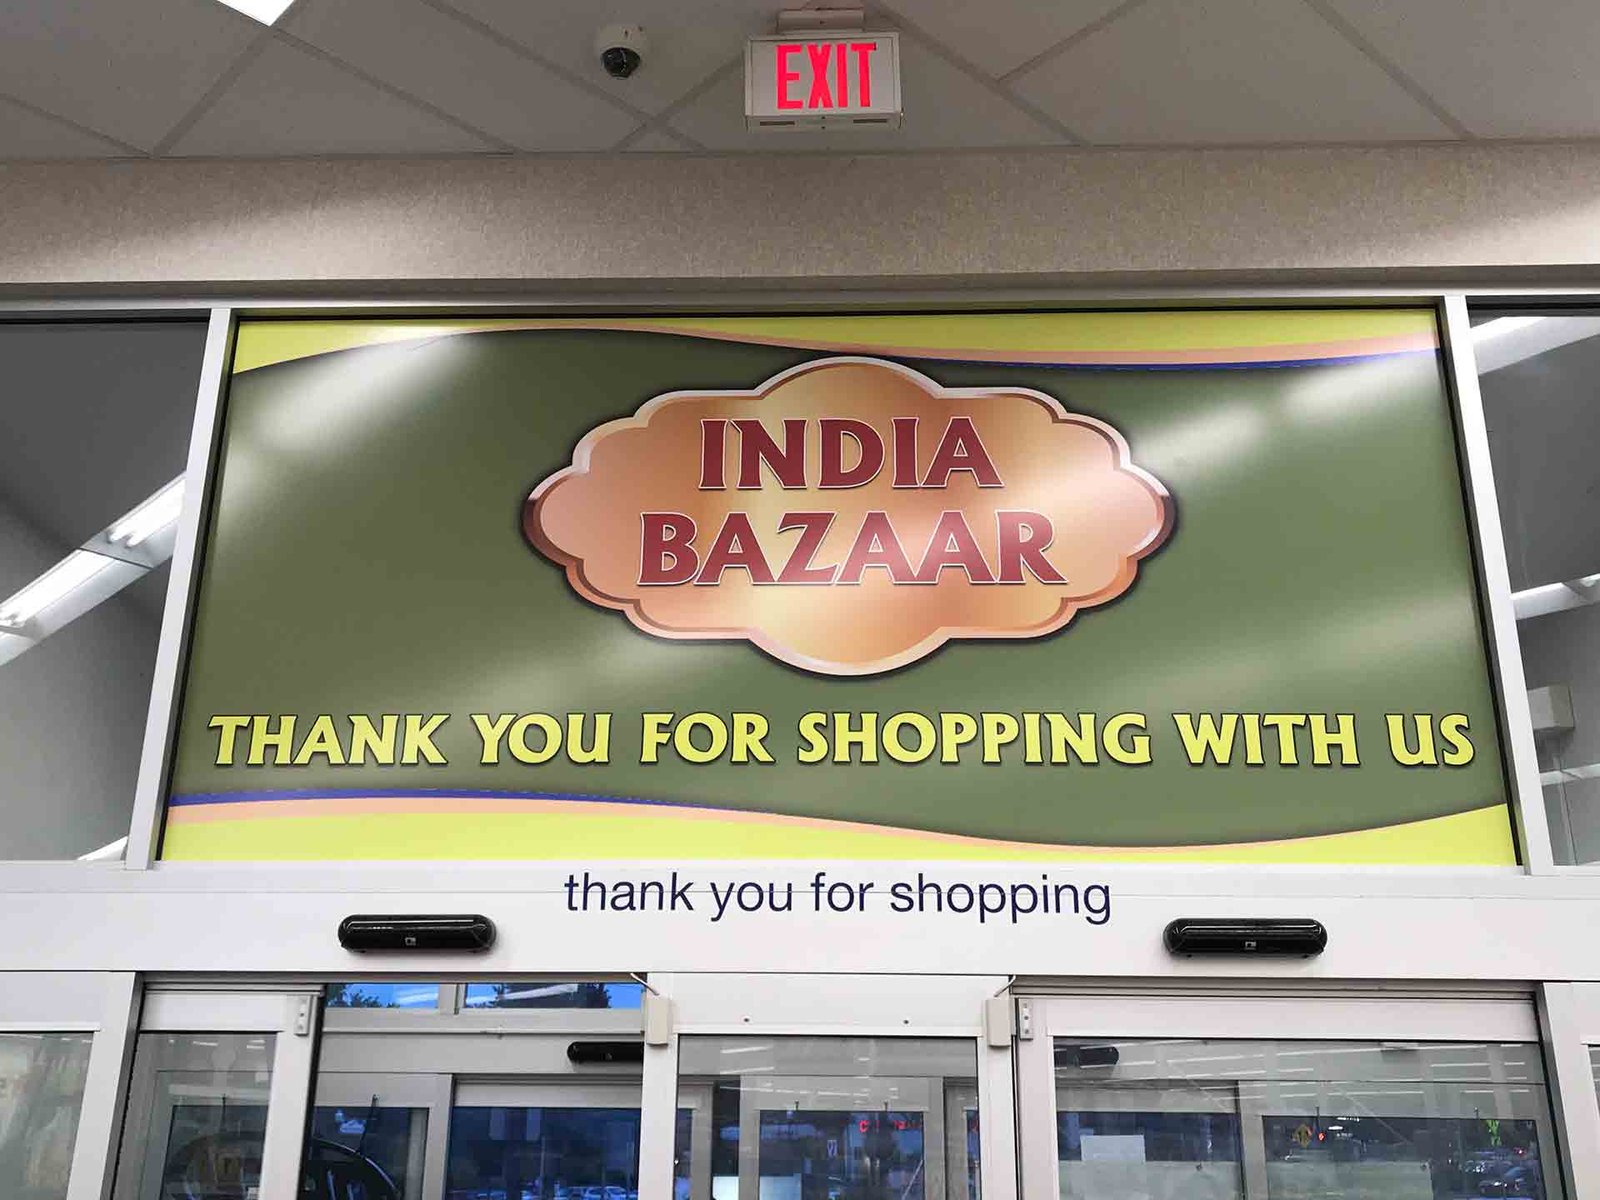 EXIT
INDIA
BAZAAR
THANK YOU FOR SHOPPING WITH US
thank you for shopping